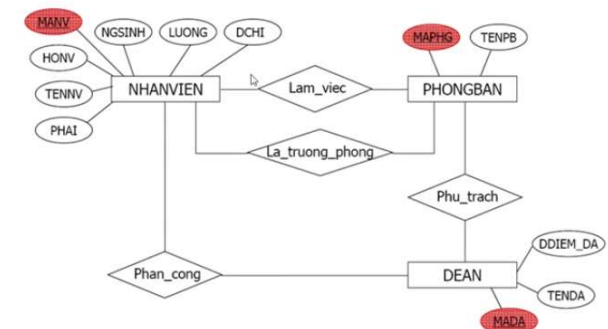 MANV
NGSINH
LUONG
DCHI
MAPHG
TENPB
HONV
TENNV
PHAI
NHANVIEN
Lam_viec
PHONGBAN
La_truong_phong
Phu_trach
Phan_cong
DEAN
DDIEM_DA
TENDA
MADA